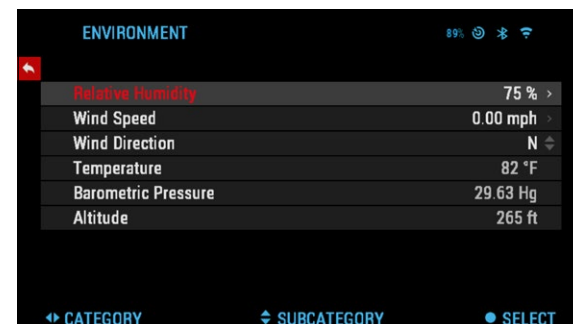 ENVIRONMENT 89%
Relative Humidity 75 % >
Wind Speed 0.00 mph >
Wind Direction N
Temperature 82 °F
Barometric Pressure 29.63 Hg
Altitude 265 ft
CATEGORY SUBCATEGORY SELECT